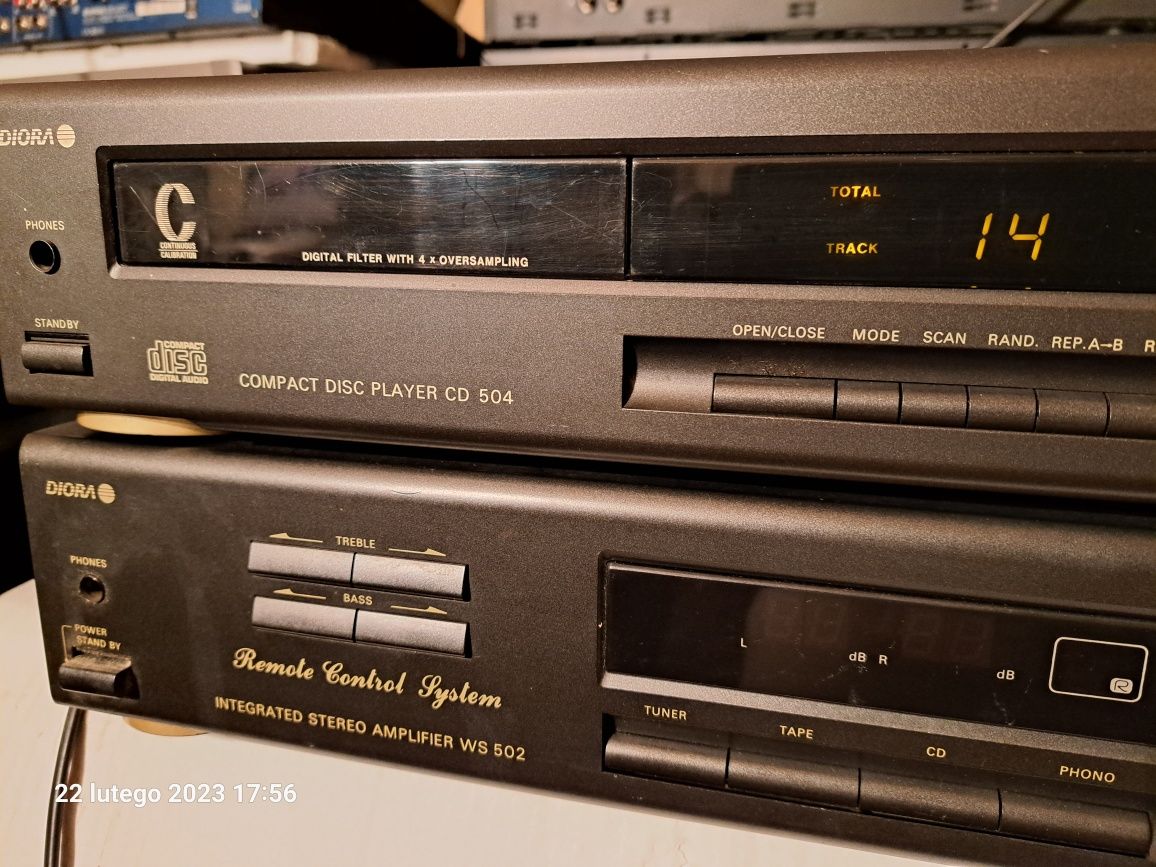 DIORA
PHONES
STANDBY
C
CONTINUOUS
CALIBRATION
DIGITAL FILTER WITH 4 x OVERSAMPLING
TOTAL
TRACK
14
COMPACT
disc
DIGITAL AUDIO
COMPACT DISC PLAYER CD 504
OPEN/CLOSE MODE SCAN RAND. REP.A→B R
DIORA
PHONES
POWER
STAND BY
TREBLE
BASS
Remote Control System
INTEGRATED STEREO AMPLIFIER WS 502
L dB R dB
R
TUNER TAPE CD PHONO
22 lutego 2023 17:56